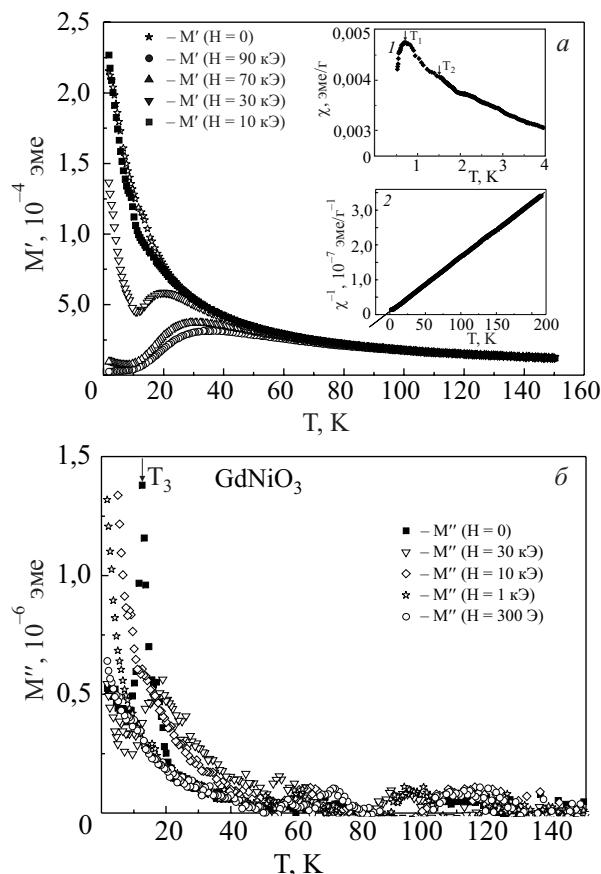 а
2,5
2,0
1,5
1,0
5,0
0
M′, 10⁻⁴ эме
– M′ (H = 0)
– M′ (H = 90 кЭ)
– M′ (H = 70 кЭ)
– M′ (H = 30 кЭ)
– M′ (H = 10 кЭ)
0,005
0,004
0,003
χ, эме/г
1
T₁
T₂
1 2 3 4
T, K
2
3,0
2,0
1,0
0
χ⁻¹, 10⁻⁷ эме/г⁻¹
0 50 100 150 200
T, K
20 40 60 80 100 120 140 160
T, K
б
1,5
1,0
0,5
0
M″, 10⁻⁶ эме
T₃
GdNiO₃
– M″ (H = 0)
– M″ (H = 30 кЭ)
– M″ (H = 10 кЭ)
– M″ (H = 1 кЭ)
– M″ (H = 300 Э)
20 40 60 80 100 120 140
T, K